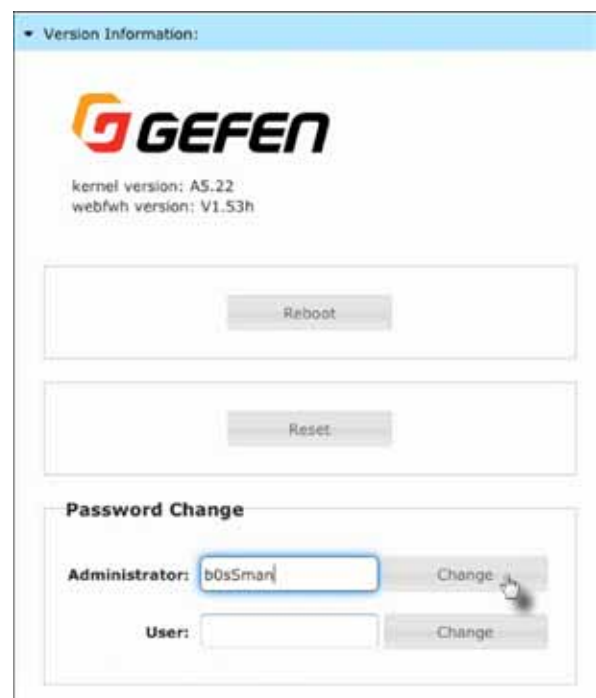 Version Information:
GEFEN
kernel version: A5.22
webfwh version: V1.53h
Reboot
Reset
Password Change
Administrator: b0sSman Change
User: Change